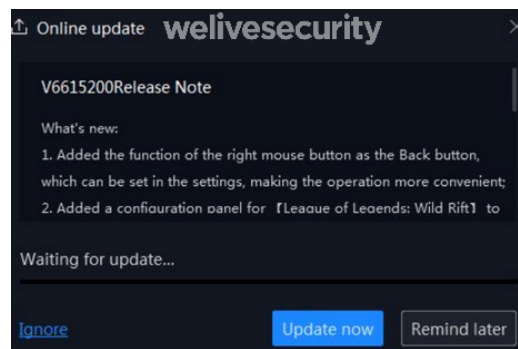 Online update
welivesecurity
V6615200Release Note
What's new:
1. Added the function of the right mouse button as the Back button,
which can be set in the settings, making the operation more convenient;
2. Added a configuration panel for【League of Legends: Wild Rift】to
Waiting for update...
Ignore
Update now
Remind later